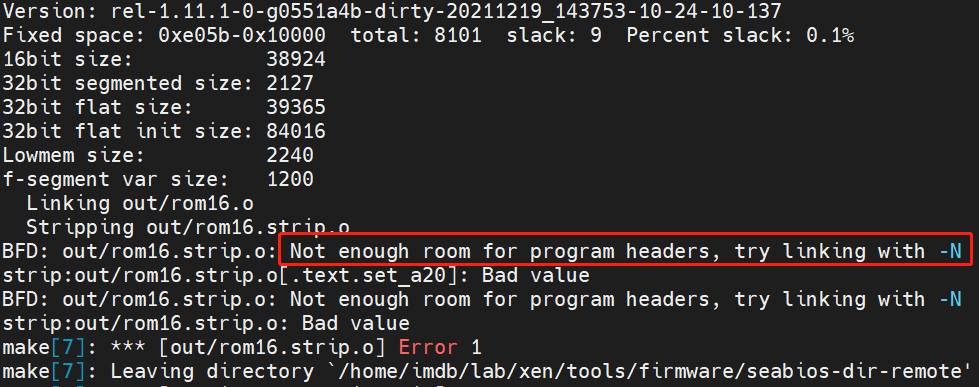 Version: rel-1.11.1-0-g0551a4b-dirty-20211219_143753-10-24-10-137
Fixed space: 0xe05b-0x10000  total: 8101  slack: 9  Percent slack: 0.1%
16bit size:           38924
32bit segmented size: 2127
32bit flat size:      39365
32bit flat init size: 84016
Lowmem size:          2240
f-segment var size:   1200
  Linking out/rom16.o
  Stripping out/rom16.strip.o
BFD: out/rom16.strip.o: Not enough room for program headers, try linking with -N
strip:out/rom16.strip.o[.text.set_a20]: Bad value
BFD: out/rom16.strip.o: Not enough room for program headers, try linking with -N
strip:out/rom16.strip.o: Bad value
make[7]: *** [out/rom16.strip.o] Error 1
make[7]: Leaving directory `/home/imdb/lab/xen/tools/firmware/seabios-dir-remote'